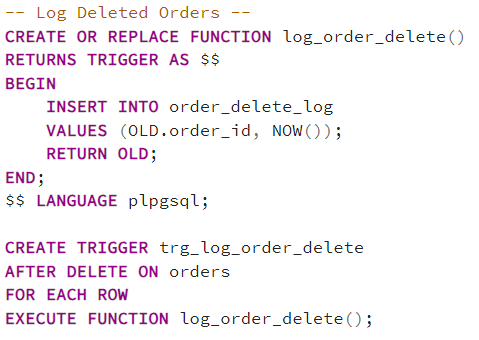 -- Log Deleted Orders --
CREATE OR REPLACE FUNCTION log_order_delete()
RETURNS TRIGGER AS $$
BEGIN
    INSERT INTO order_delete_log
    VALUES (OLD.order_id, NOW());
    RETURN OLD;
END;
$$ LANGUAGE plpgsql;

CREATE TRIGGER trg_log_order_delete
AFTER DELETE ON orders
FOR EACH ROW
EXECUTE FUNCTION log_order_delete();